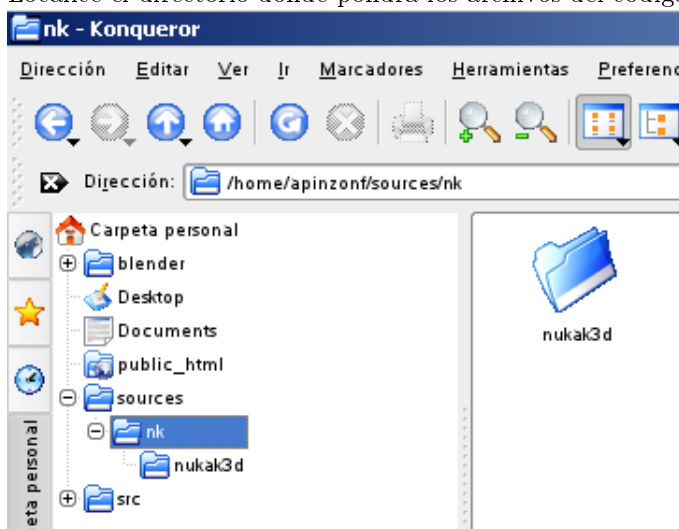 nk - Konqueror
Dirección Editar Ver Ir Marcadores Herramientas
Dirección: /home/apinzonf/sources/nk
Carpeta personal
blender
Desktop
Documents
public_html
sources
nk
nukak3d
src
nukak3d
personal